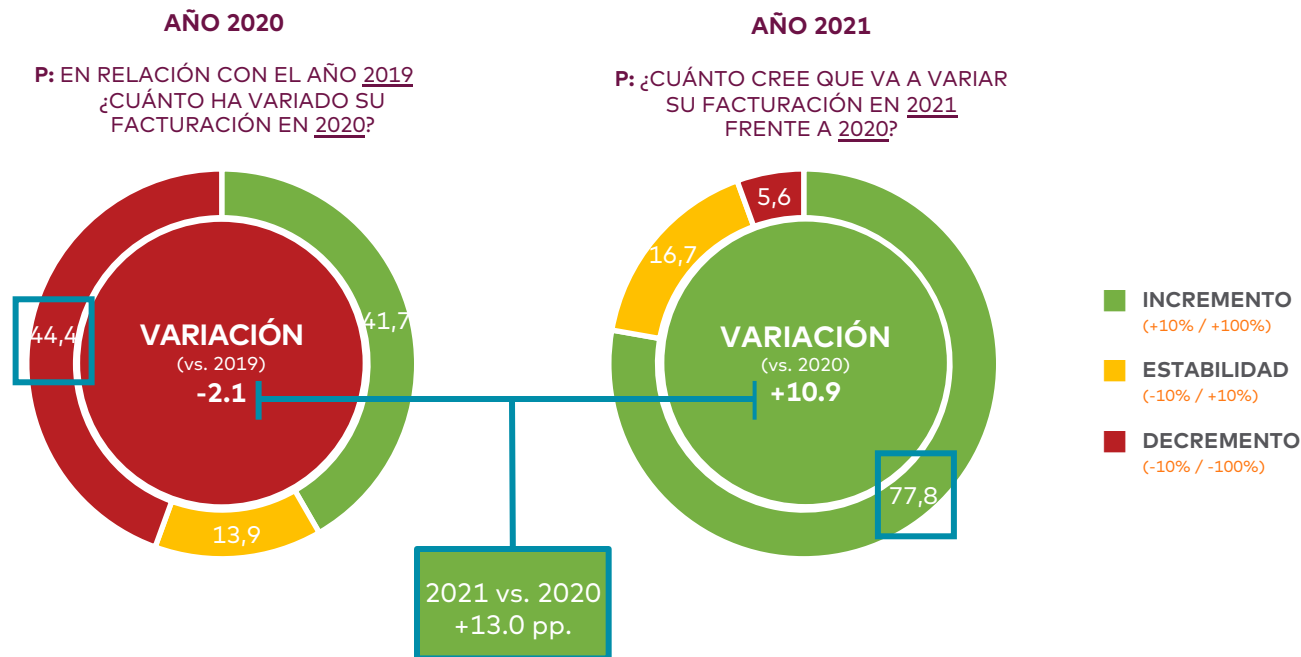 AÑO 2020
P: EN RELACIÓN CON EL AÑO 2019
¿CUÁNTO HA VARIADO SU
FACTURACIÓN EN 2020?
44,4
41,7
13,9
VARIACIÓN
(vs. 2019)
-2.1
AÑO 2021
P: ¿CUÁNTO CREE QUE VA A VARIAR
SU FACTURACIÓN EN 2021
FRENTE A 2020?
5,6
16,7
77,8
VARIACIÓN
(vs. 2020)
+10.9
2021 vs. 2020
+13.0 pp.
INCREMENTO
(+10% / +100%)
ESTABILIDAD
(-10% / +10%)
DECREMENTO
(-10% / -100%)